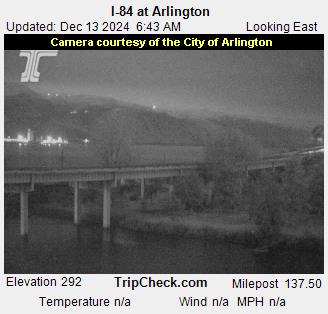 I-84 at Arlington
Updated: Dec 13 2024 6:43 AM Looking East
Camera courtesy of the City of Arlington
Elevation 292 TripCheck.com Milepost 137.50
Temperature n/a Wind n/a MPH n/a